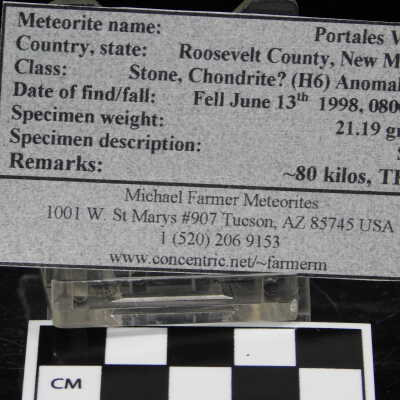 Meteorite name: Portales V
Country, state: Roosevelt County, New M
Class: Stone, Chondrite? (H6) Anomal
Date of find/fall: Fell June 13th 1998, 080
Specimen weight: 21.19 gr
Specimen description:
Remarks: ~80 kilos, TK
Michael Farmer Meteorites
1001 W. St Marys #907 Tucson, AZ 85745 USA
1 (520) 206 9153
www.concentric.net/~farmerm
CM